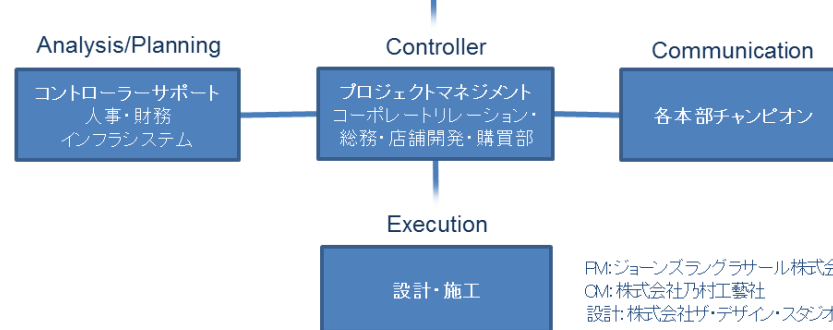 Analysis/Planning
Controller
Communication
コントローラーサポート
人事・財務
インフラシステム
プロジェクトマネジメント
コーポレートリレーション・
総務・店舗開発・購買部
各本部チャンピオン
Execution
設計・施工
PM:ジョーンズラングラサール株式会
CM:株式会社乃村工藝社
設計:株式会社ザ・デザイン・スタジオ